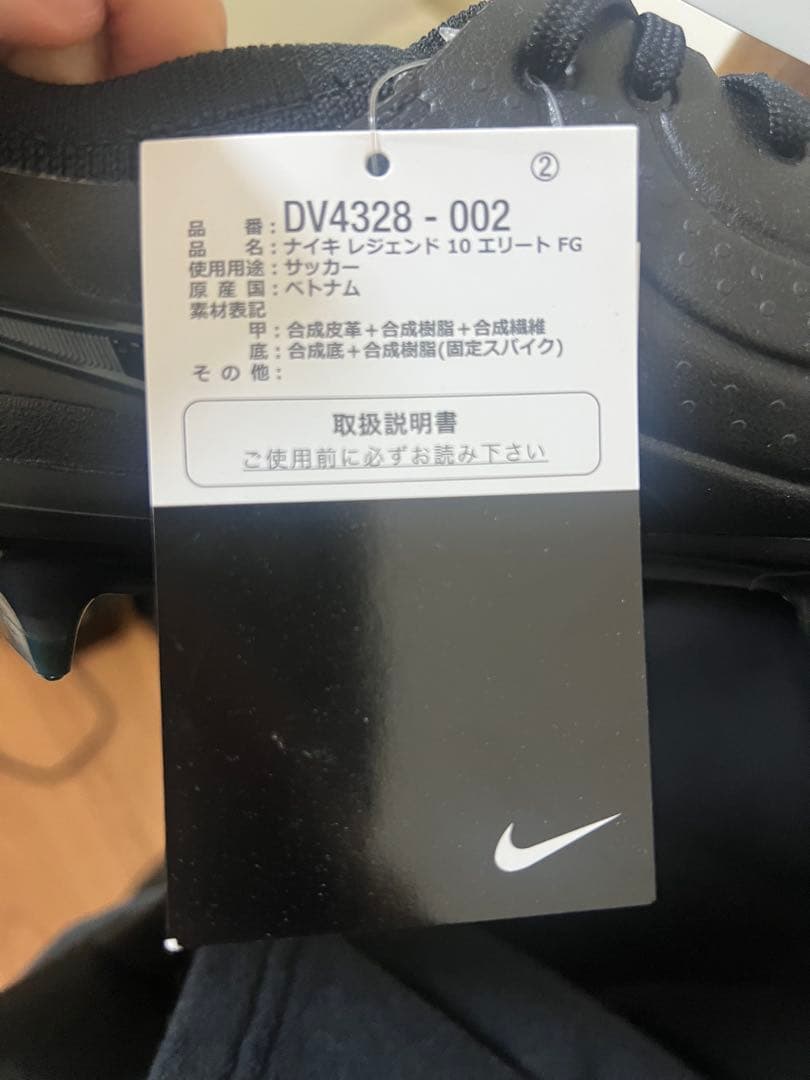 ②
品 番 : DV4328 - 002
品 名 : ナイキ レジェンド 10 エリート FG
使用用途 : サッカー
原 産 国 : ベトナム
素材表記
甲 : 合成皮革＋合成樹脂＋合成繊維
底 : 合成底＋合成樹脂(固定スパイク)
そ の 他 :
取扱説明書
ご使用前に必ずお読み下さい